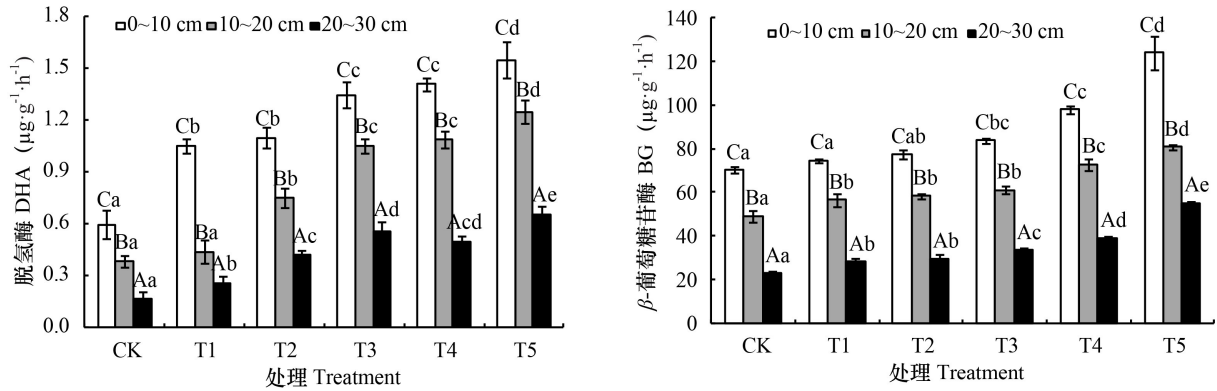 脱氢酶 DHA（μg·g⁻¹·h⁻¹）
1.8
1.5
1.2
0.9
0.6
0.3
0.0
0~10 cm 10~20 cm 20~30 cm
Ca Ba Aa
Cb Ba Ab
Cb Bb Ac
Cc Bc Ad
Cc Bc Acd
Cd Bd Ae
CK T1 T2 T3 T4 T5
处理 Treatment
β-葡萄糖苷酶 BG（μg·g⁻¹·h⁻¹）
140
120
100
80
60
40
20
0
0~10 cm 10~20 cm 20~30 cm
Ca Ba Aa
Ca Bb Ab
Cab Bb Ab
Cbc Bb Ac
Cc Bc Ad
Cd Bd Ae
CK T1 T2 T3 T4 T5
处理 Treatment